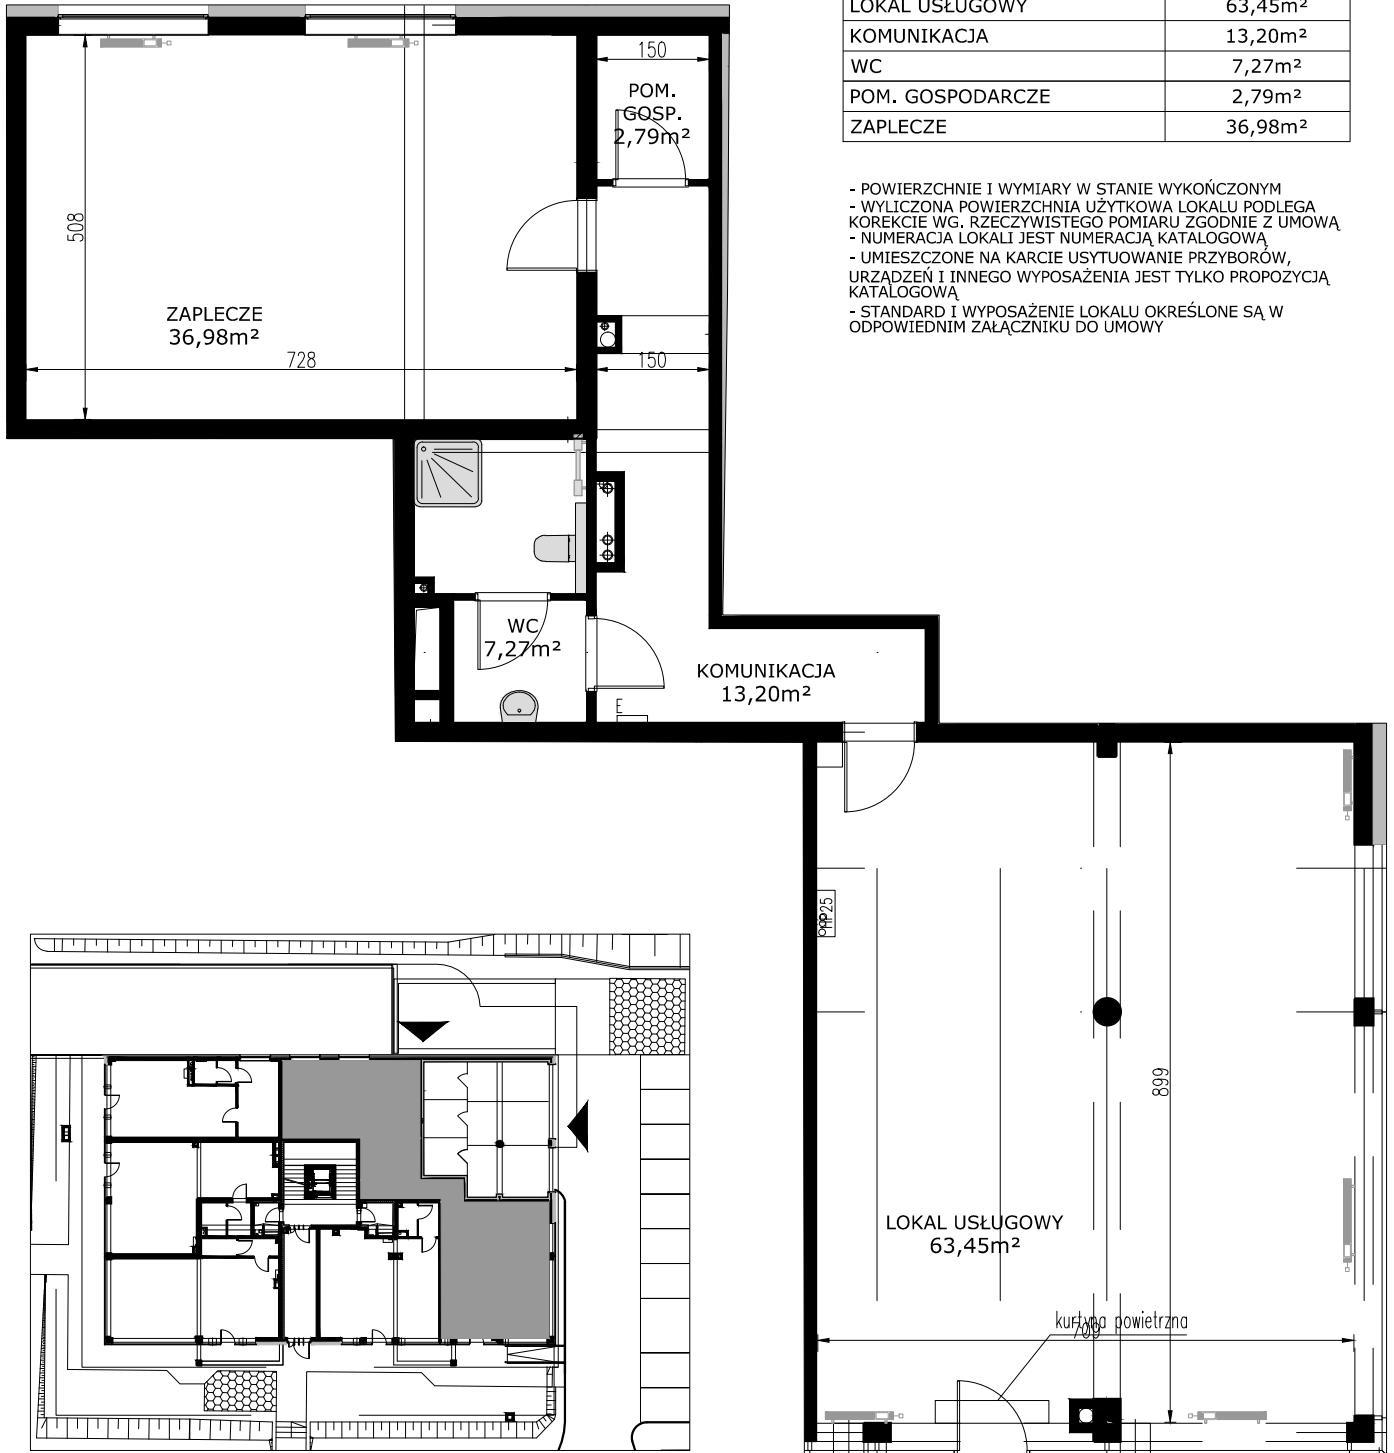 LOKAL USŁUGOWY 63,45m²
KOMUNIKACJA 13,20m²
WC 7,27m²
POM. GOSPODARCZE 2,79m²
ZAPLECZE 36,98m²
- POWIERZCHNIE I WYMIARY W STANIE WYKOŃCZONYM
- WYLICZONA POWIERZCHNIA UŻYTKOWA LOKALU PODLEGA
KOREKCIE WG. RZECZYWISTEGO POMIARU ZGODNIE Z UMOWĄ
- NUMERACJA LOKALI JEST NUMERACJĄ KATALOGOWĄ
- UMIESZCZONE NA KARCIE USYTUOWANIE PRZYBORÓW,
URZĄDZEŃ I INNEGO WYPOSAŻENIA JEST TYLKO PROPOZYCJĄ
KATALOGOWĄ
- STANDARD I WYPOSAŻENIE LOKALU OKREŚLONE SĄ W
ODPOWIEDNIM ZAŁĄCZNIKU DO UMOWY
150
POM.
GOSP.
2,79m²
508
ZAPLECZE
36,98m²
728
150
WC
7,27m²
KOMUNIKACJA
13,20m²
E
HP25
899
LOKAL USŁUGOWY
63,45m²
kurtyna powietrzna
709